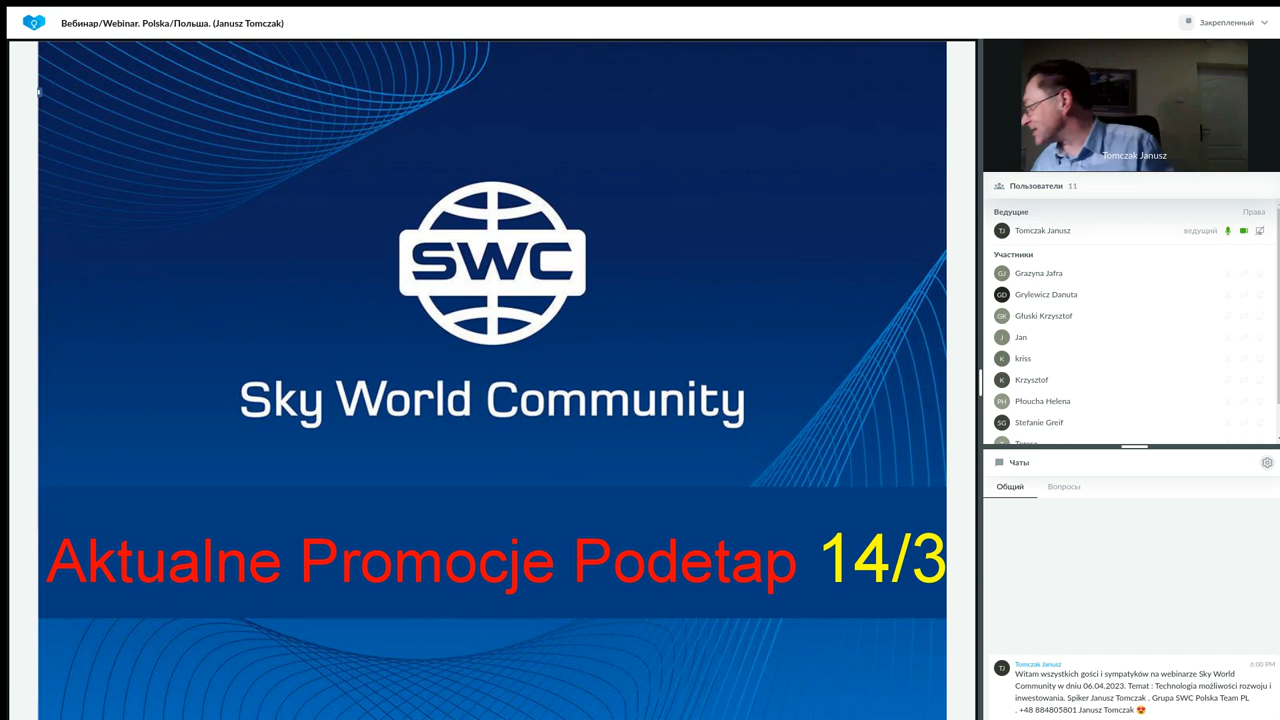 Вебинар/Webinar. Polska/Польша. (Janusz Tomczak)
Закрепленный
SWC
Sky World Community
Aktualne Promocje Podetap 14/3
Tomczak Janusz
Пользователи 11
Ведущие Права
TJ Tomczak Janusz ведущий
Участники
GJ Grazyna Jafra
GD Grylewicz Danuta
GK Głuski Krzysztof
J Jan
K kriss
K Krzysztof
PH Płoucha Helena
SG Stefanie Greif
Чаты
Общий Вопросы
TJ Tomczak Janusz 6:00 PM
Witam wszystkich gości i sympatyków na webinarze Sky World
Community w dniu 06.04.2023. Temat : Technologia możliwości rozwoju i
inwestowania. Spiker Janusz Tomczak . Grupa SWC Polska Team PL
. +48 884805801 Janusz Tomczak 😍